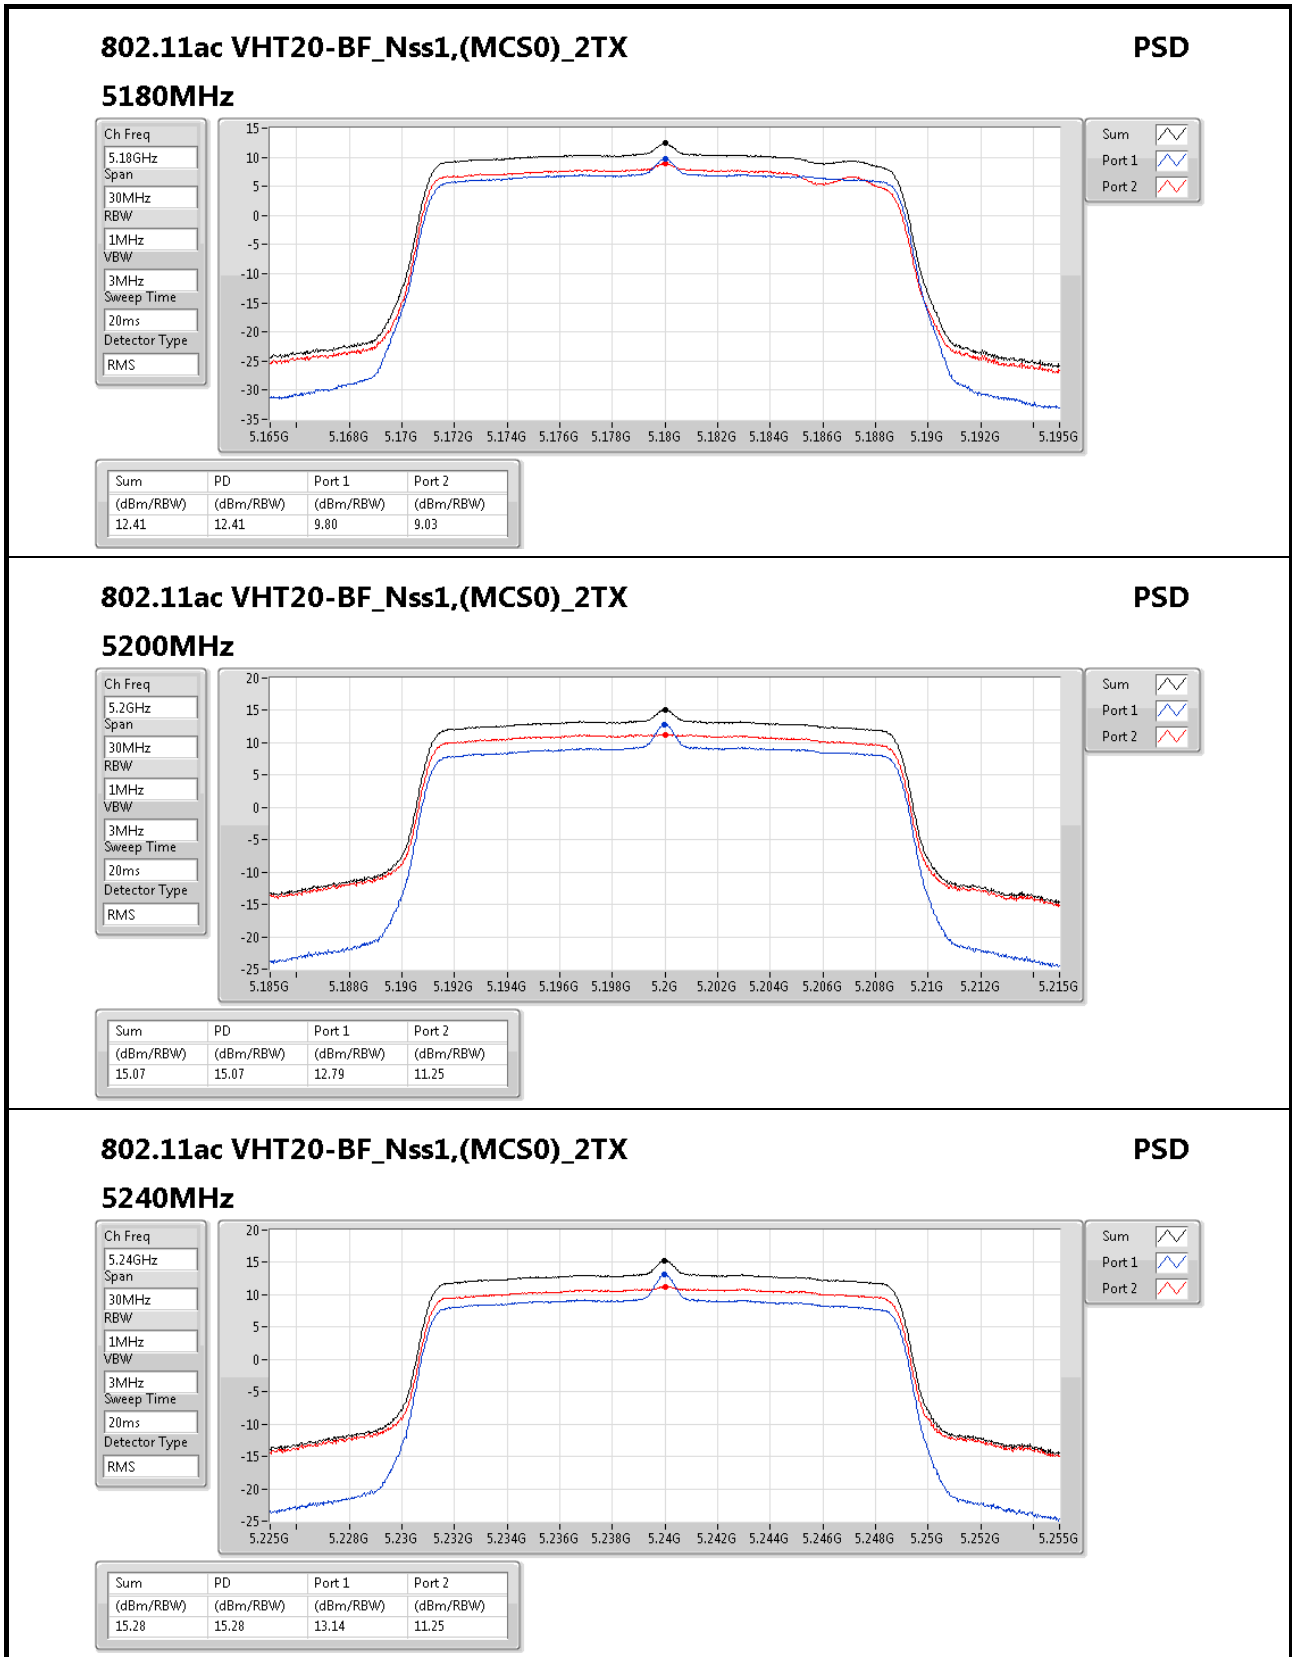 802.11ac VHT20-BF_Nss1,(MCS0)_2TX PSD
5180MHz
Ch Freq
5.18GHz
Span
30MHz
RBW
1MHz
VBW
3MHz
Sweep Time
20ms
Detector Type
RMS
15
10
5
0
-5
-10
-15
-20
-25
-30
-35
5.165G 5.168G 5.17G 5.172G 5.174G 5.176G 5.178G 5.18G 5.182G 5.184G 5.186G 5.188G 5.19G 5.192G 5.195G
Sum
Port 1
Port 2
Sum PD Port 1 Port 2
(dBm/RBW) (dBm/RBW) (dBm/RBW) (dBm/RBW)
12.41 12.41 9.80 9.03
802.11ac VHT20-BF_Nss1,(MCS0)_2TX PSD
5200MHz
Ch Freq
5.2GHz
Span
30MHz
RBW
1MHz
VBW
3MHz
Sweep Time
20ms
Detector Type
RMS
20
15
10
5
0
-5
-10
-15
-20
-25
5.185G 5.188G 5.19G 5.192G 5.194G 5.196G 5.198G 5.2G 5.202G 5.204G 5.206G 5.208G 5.21G 5.212G 5.215G
Sum
Port 1
Port 2
Sum PD Port 1 Port 2
(dBm/RBW) (dBm/RBW) (dBm/RBW) (dBm/RBW)
15.07 15.07 12.79 11.25
802.11ac VHT20-BF_Nss1,(MCS0)_2TX PSD
5240MHz
Ch Freq
5.24GHz
Span
30MHz
RBW
1MHz
VBW
3MHz
Sweep Time
20ms
Detector Type
RMS
20
15
10
5
0
-5
-10
-15
-20
-25
5.225G 5.228G 5.23G 5.232G 5.234G 5.236G 5.238G 5.24G 5.242G 5.244G 5.246G 5.248G 5.25G 5.252G 5.255G
Sum
Port 1
Port 2
Sum PD Port 1 Port 2
(dBm/RBW) (dBm/RBW) (dBm/RBW) (dBm/RBW)
15.28 15.28 13.14 11.25